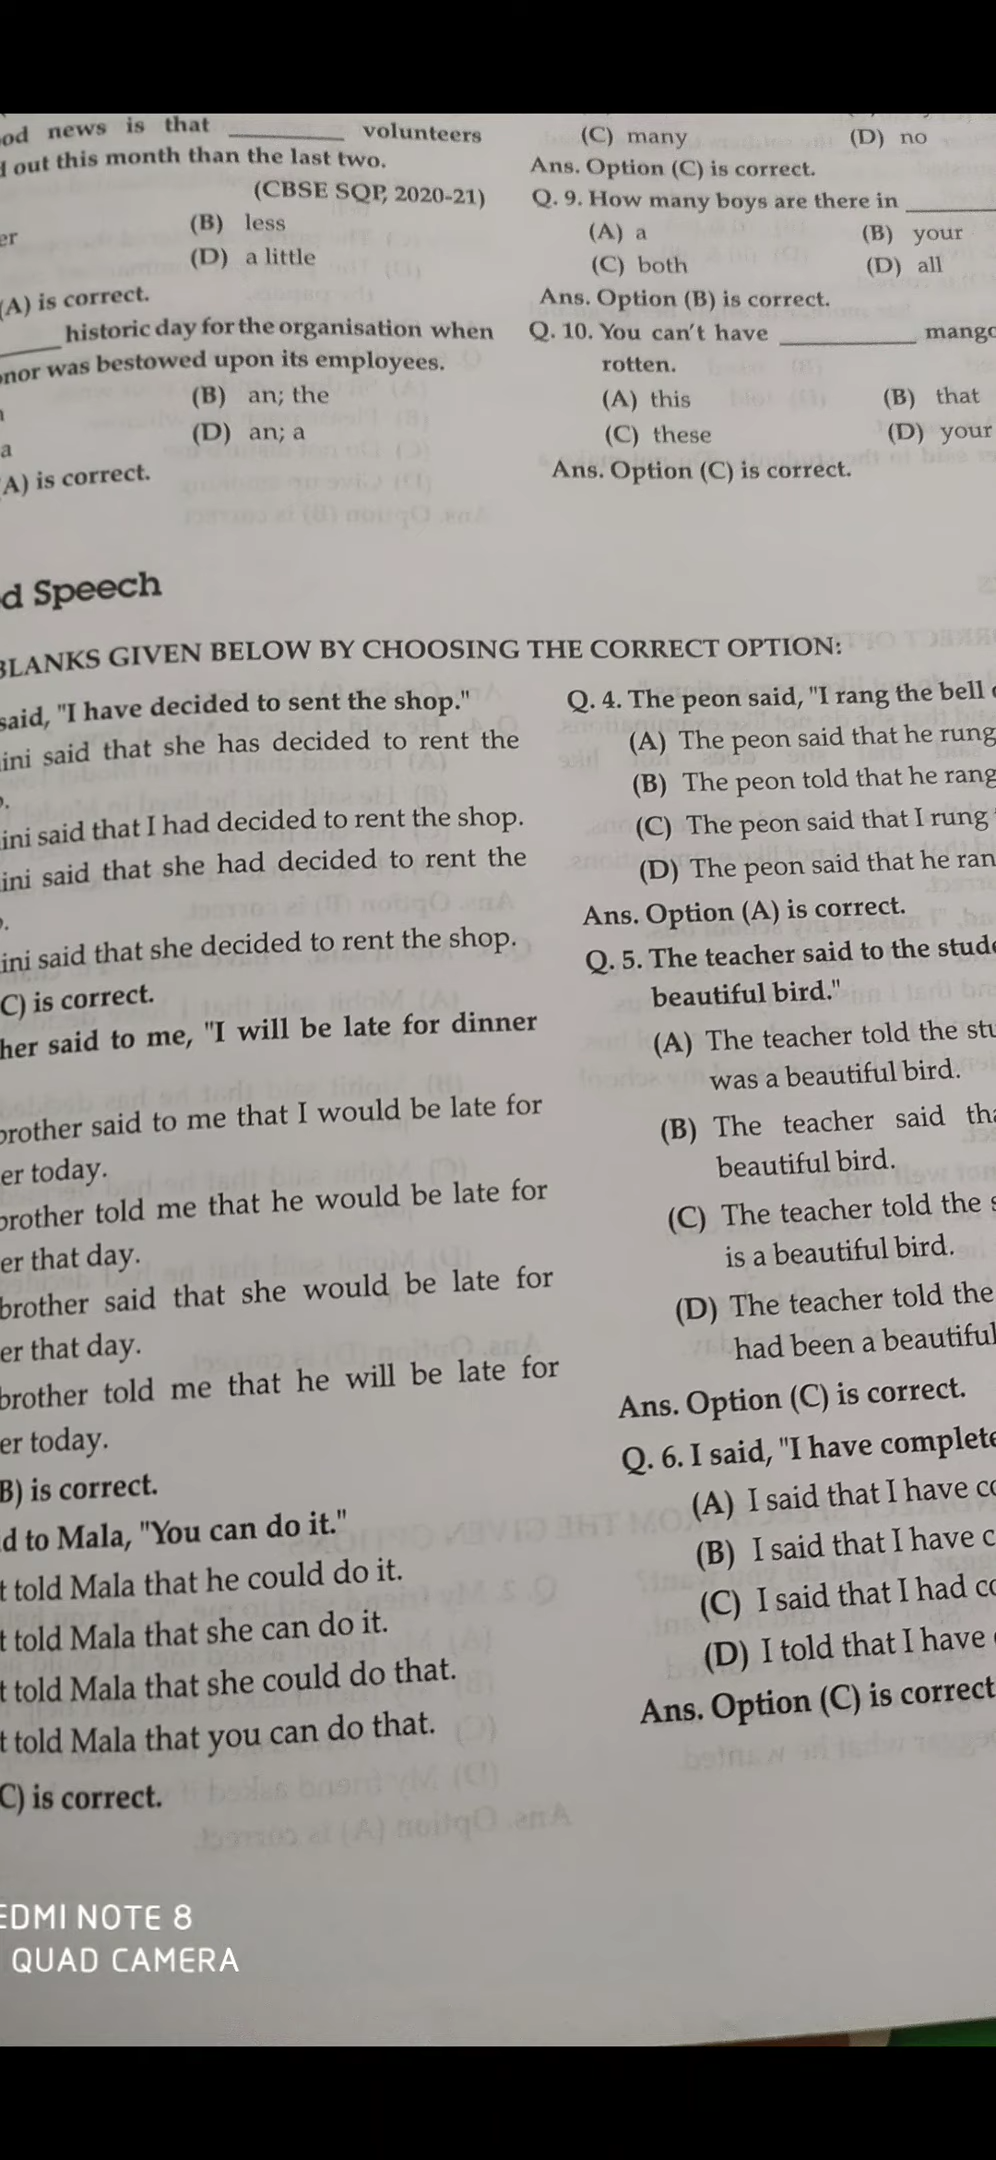 news is that ________ volunteers
out this month than the last two.
(CBSE SQP, 2020-21)
(B) less
(D) a little
(A) is correct.
____ historic day for the organisation when
was bestowed upon its employees.
(B) an; the
(D) an; a
a
A) is correct.
(C) many (D) no
Ans. Option (C) is correct.
Q. 9. How many boys are there in ________
(A) a (B) your
(C) both (D) all
Ans. Option (B) is correct.
Q. 10. You can't have ________ mango
rotten.
(A) this (B) that
(C) these (D) your
Ans. Option (C) is correct.
d Speech
BLANKS GIVEN BELOW BY CHOOSING THE CORRECT OPTION:
said, "I have decided to sent the shop."
ini said that she has decided to rent the
ini said that I had decided to rent the shop.
ini said that she had decided to rent the
ini said that she decided to rent the shop.
C) is correct.
her said to me, "I will be late for dinner
brother said to me that I would be late for
er today.
brother told me that he would be late for
er that day.
brother said that she would be late for
er that day.
brother told me that he will be late for
er today.
B) is correct.
d to Mala, "You can do it."
t told Mala that he could do it.
t told Mala that she can do it.
t told Mala that she could do that.
t told Mala that you can do that.
C) is correct.
Q. 4. The peon said, "I rang the bell
(A) The peon said that he rung
(B) The peon told that he rang
(C) The peon said that I rung
(D) The peon said that he ran
Ans. Option (A) is correct.
Q. 5. The teacher said to the stude
beautiful bird."
(A) The teacher told the stu
was a beautiful bird.
(B) The teacher said tha
beautiful bird.
(C) The teacher told the s
is a beautiful bird.
(D) The teacher told the
had been a beautiful
Ans. Option (C) is correct.
Q. 6. I said, "I have complete
(A) I said that I have co
(B) I said that I have c
(C) I said that I had co
(D) I told that I have
Ans. Option (C) is correct
EDMI NOTE 8
QUAD CAMERA